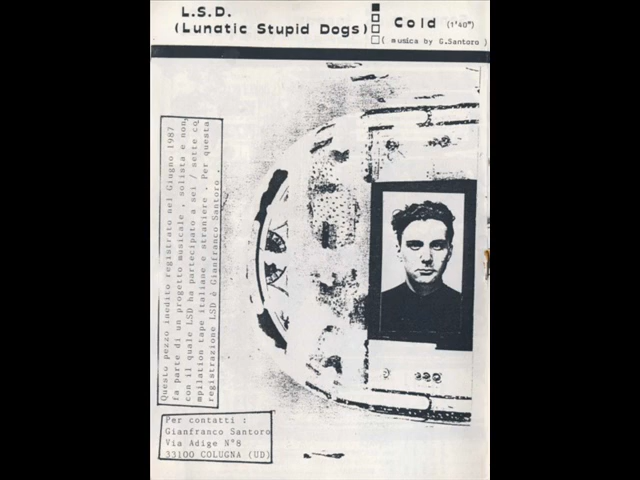 L.S.D.
(Lunatic Stupid Dogs)
Cold (1'40")
( musica by G.Santoro )
Questo pezzo inedito registrato nel Giugno 1987
fa parte di un progetto musicale , solista e non,
con il quale LSD ha partecipato a sei / sette co
mpilation tape italiane e straniere . Per questa
registrazione LSD è Gianfranco Santoro .
Per contatti :
Gianfranco Santoro
Via Adige N°8
33100 COLUGNA (UD)